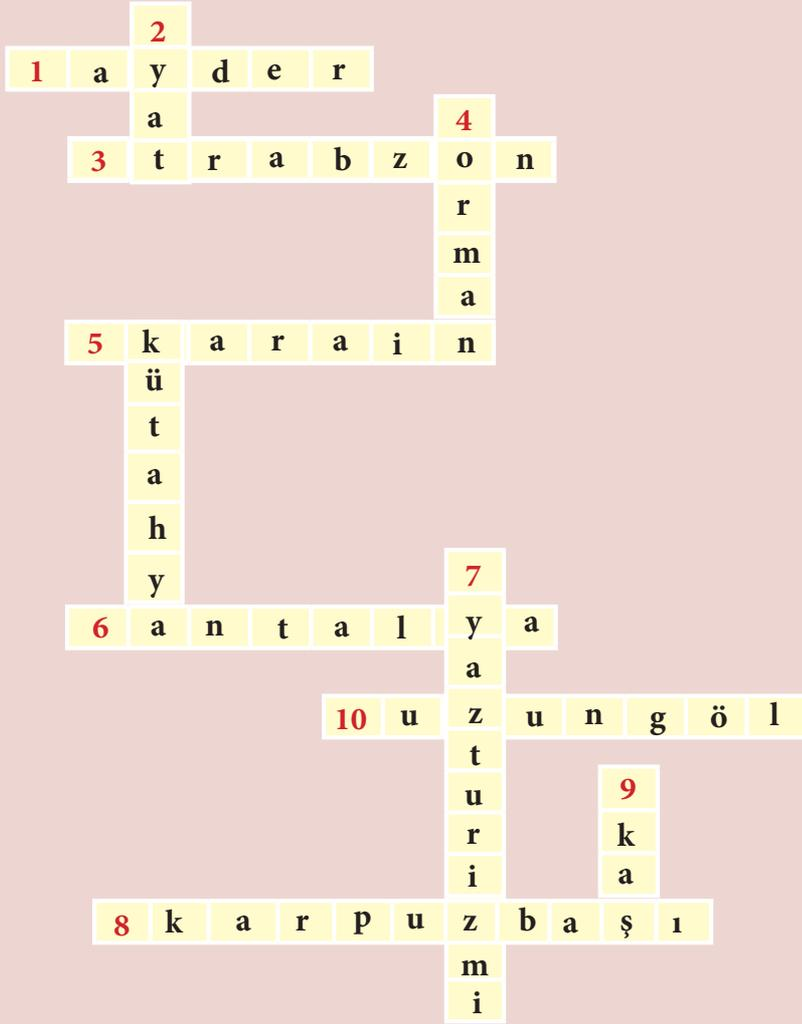 2
1 a y d e r
a 4
3 t r a b z o n
r
m
a
5 k a r a i n
ü
t
a
h
y 7
6 a n t a l y a
a
10 u z u n g ö l
t
u 9
r k
i a
8 k a r p u z b a ş ı
m
i